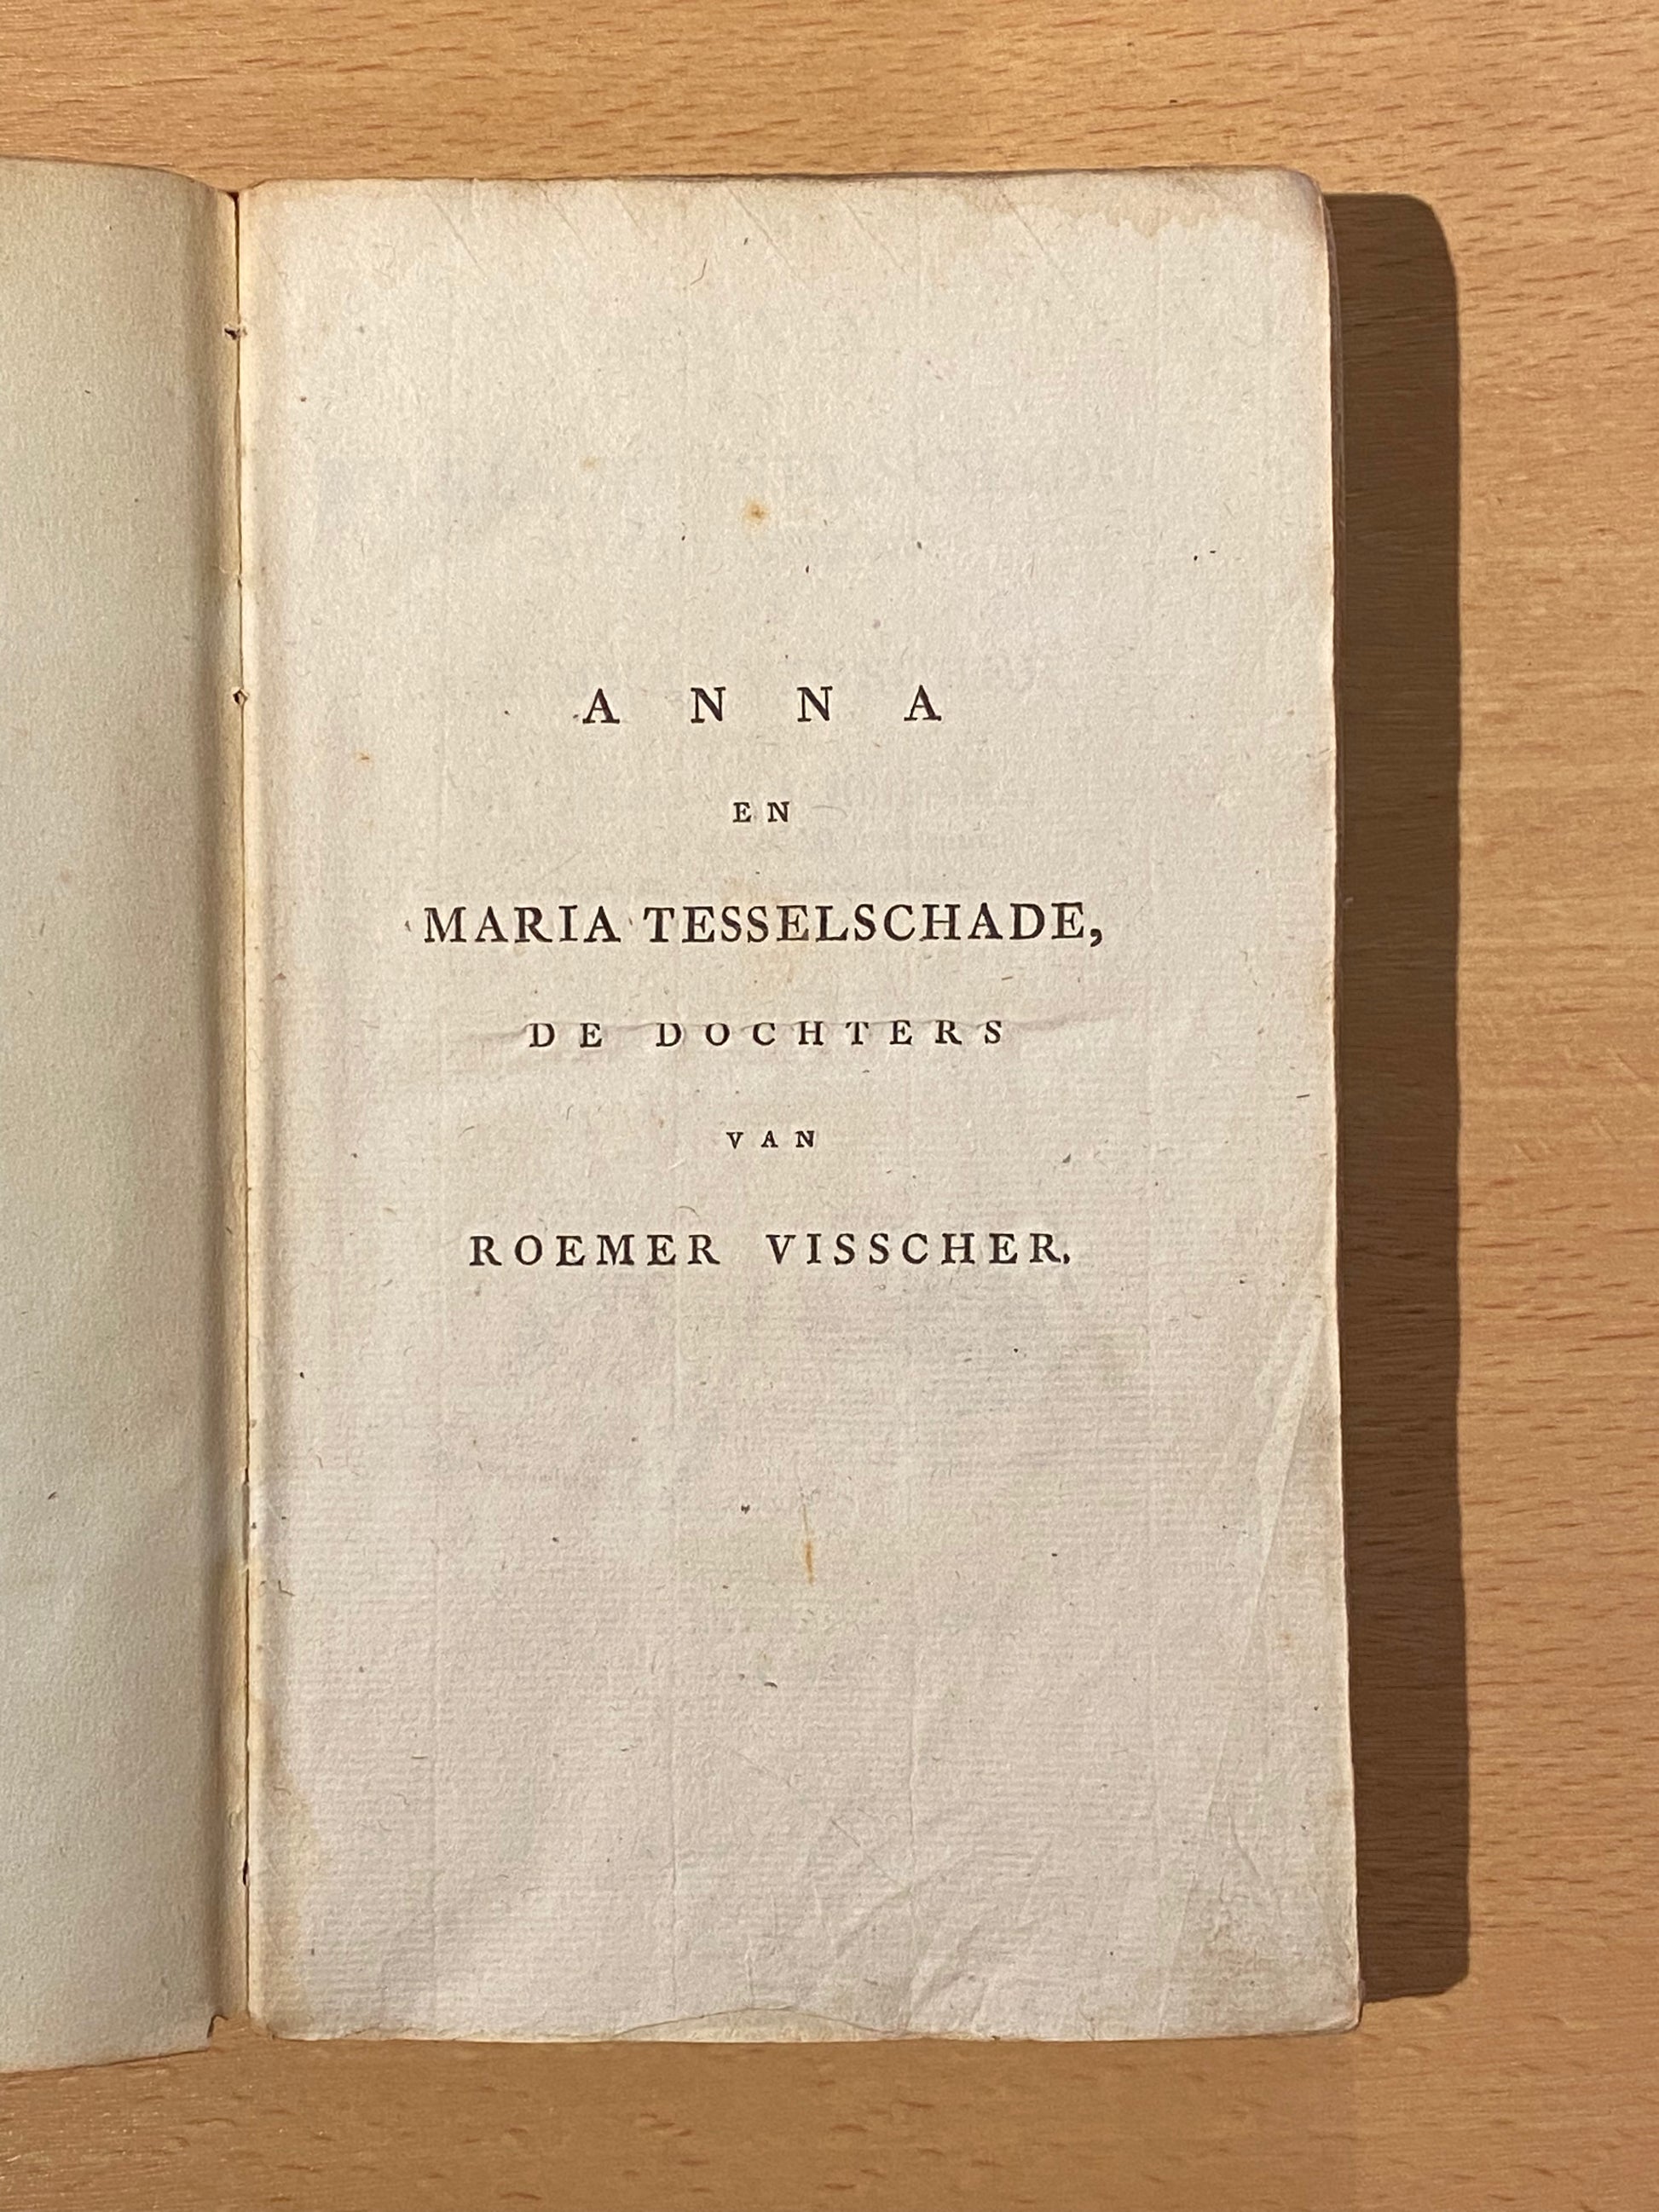 ANNA
EN
MARIA TESSELSCHADE,
DE DOCHTERS
VAN
ROEMER VISSCHER.